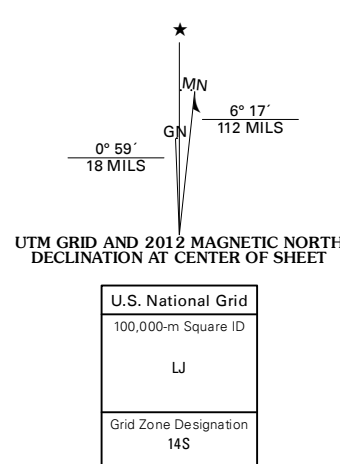 ★
MN
GN
6° 17´
112 MILS
0° 59´
18 MILS
UTM GRID AND 2012 MAGNETIC NORTH
DECLINATION AT CENTER OF SHEET
U.S. National Grid
100,000-m Square ID
LJ
Grid Zone Designation
14S